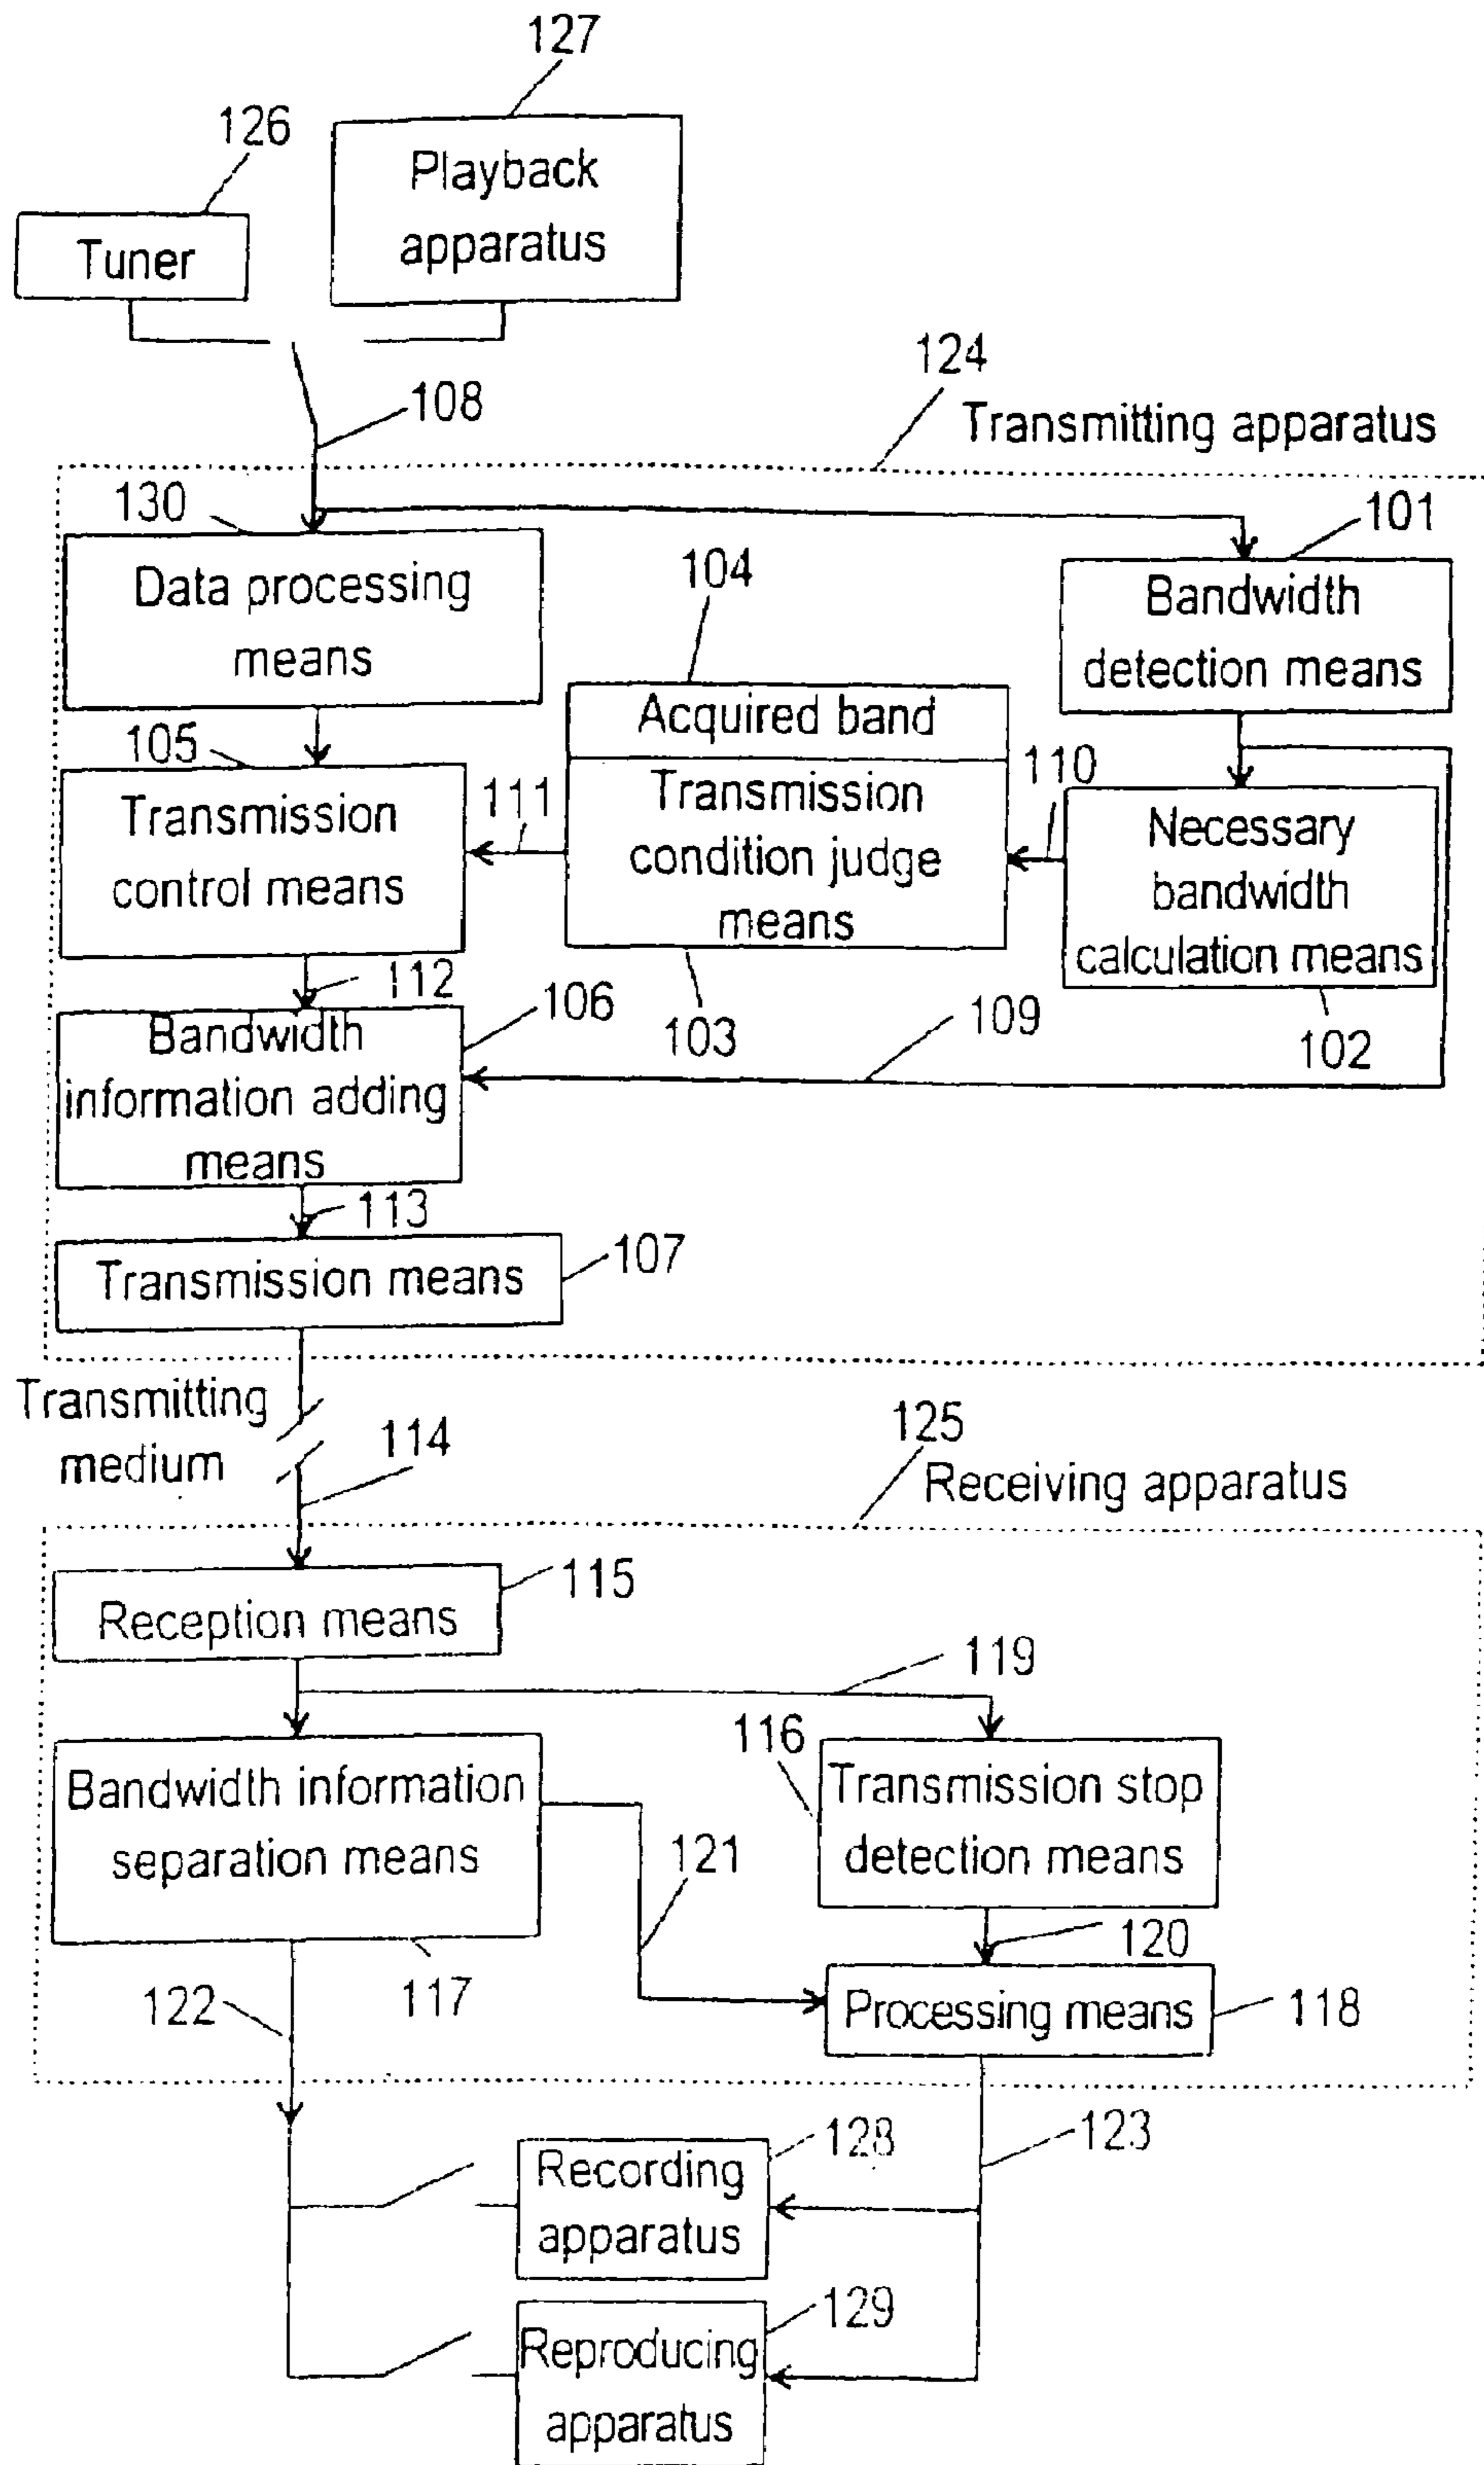 127
126
Playback
apparatus
Tuner
124
108
Transmitting apparatus
130
101
104
Data processing
means
Bandwidth
detection means
Acquired band
105
110
Transmission
control means
111
Transmission
condition judge
means
Necessary
bandwidth
calculation means
112
106
103
109
102
Bandwidth
information adding
means
113
107
Transmission means
Transmitting
medium
114
125
Receiving apparatus
115
Reception means
119
116
Bandwidth information
separation means
Transmission stop
detection means
121
120
122
117
Processing means
118
128
123
Recording
apparatus
129
Reproducing
apparatus